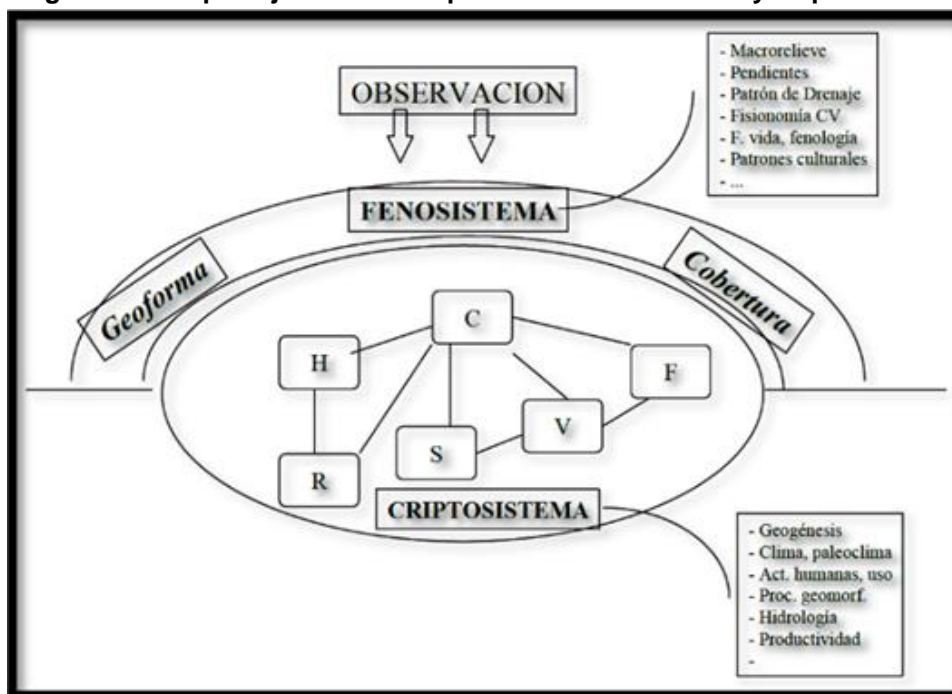 OBSERVACION
- Macrorelieve
- Pendientes
- Patrón de Drenaje
- Fisionomía CV
- F. vida, fenología
- Patrones culturales
- ...
FENOSISTEMA
Geoforma
Cobertura
C
H
F
V
S
R
CRIPTOSISTEMA
- Geogénesis
- Clima, paleoclima
- Act. humanas, uso
- Proc. geomorf.
- Hidrología
- Productividad
-